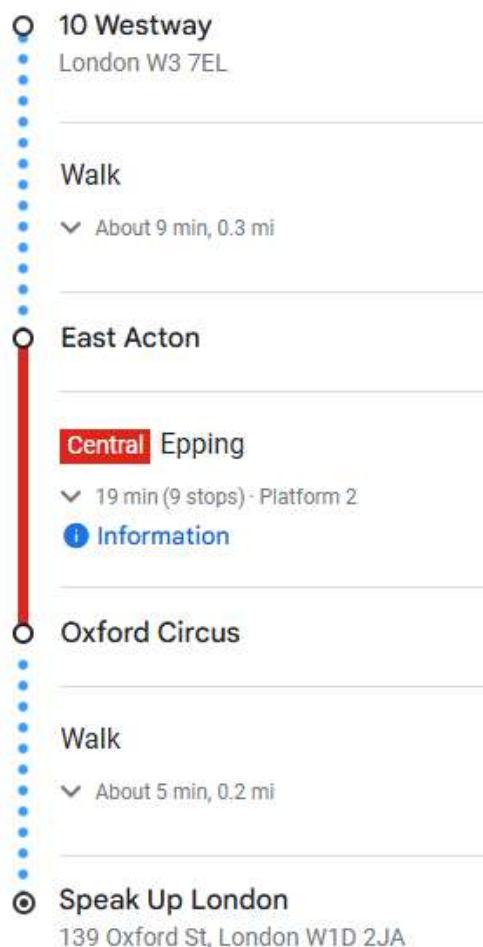 10 Westway
London W3 7EL
Walk
About 9 min, 0.3 mi
East Acton
Central Epping
19 min (9 stops) · Platform 2
Information
Oxford Circus
Walk
About 5 min, 0.2 mi
Speak Up London
139 Oxford St, London W1D 2JA